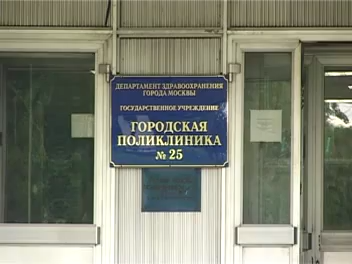 ДЕПАРТАМЕНТ ЗДРАВООХРАНЕНИЯ
ГОРОДА МОСКВЫ
ГОСУДАРСТВЕННОЕ УЧРЕЖДЕНИЕ
ГОРОДСКАЯ
ПОЛИКЛИНИКА
№ 25